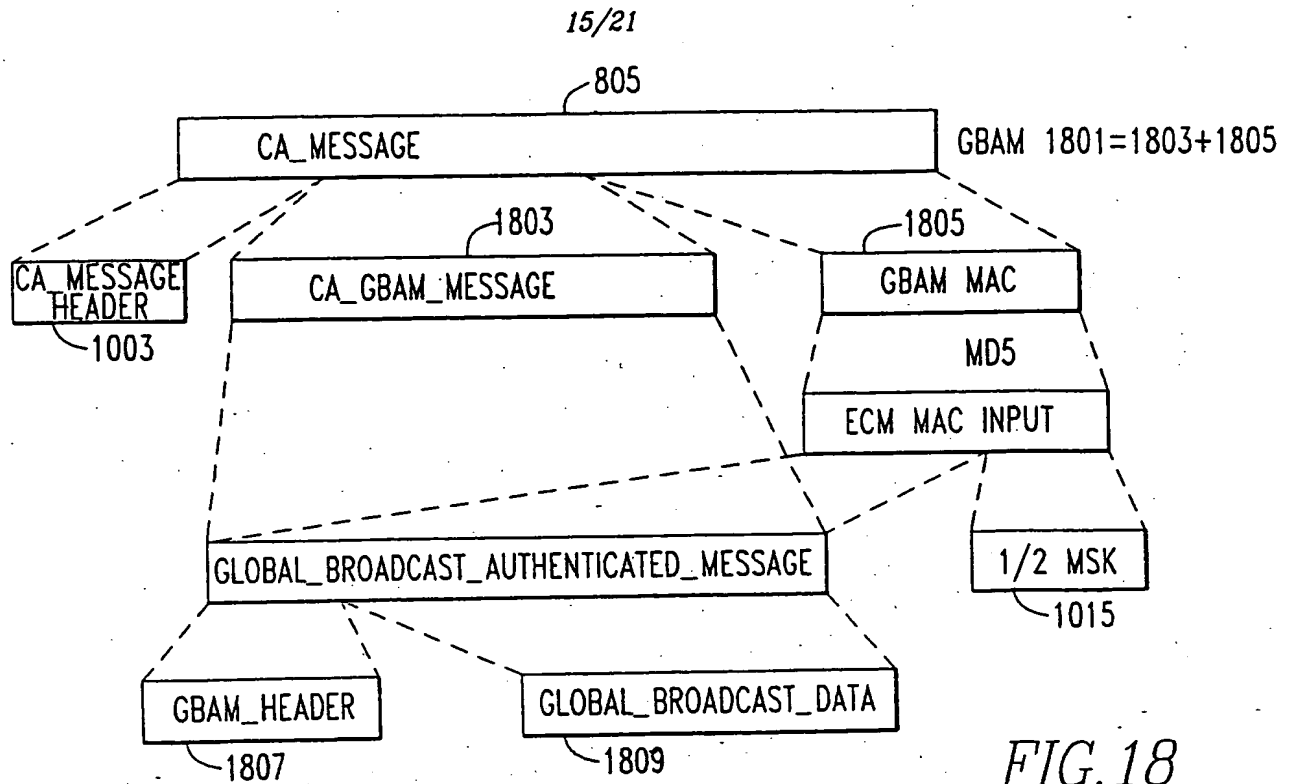 15/21
805
CA_MESSAGE
GBAM 1801=1803+1805
1803
1805
CA_MESSAGE
HEADER
CA_GBAM_MESSAGE
GBAM MAC
1003
MD5
ECM MAC INPUT
GLOBAL_BROADCAST_AUTHENTICATED_MESSAGE
1/2 MSK
1015
GBAM_HEADER
GLOBAL_BROADCAST_DATA
1807
1809
FIG.18